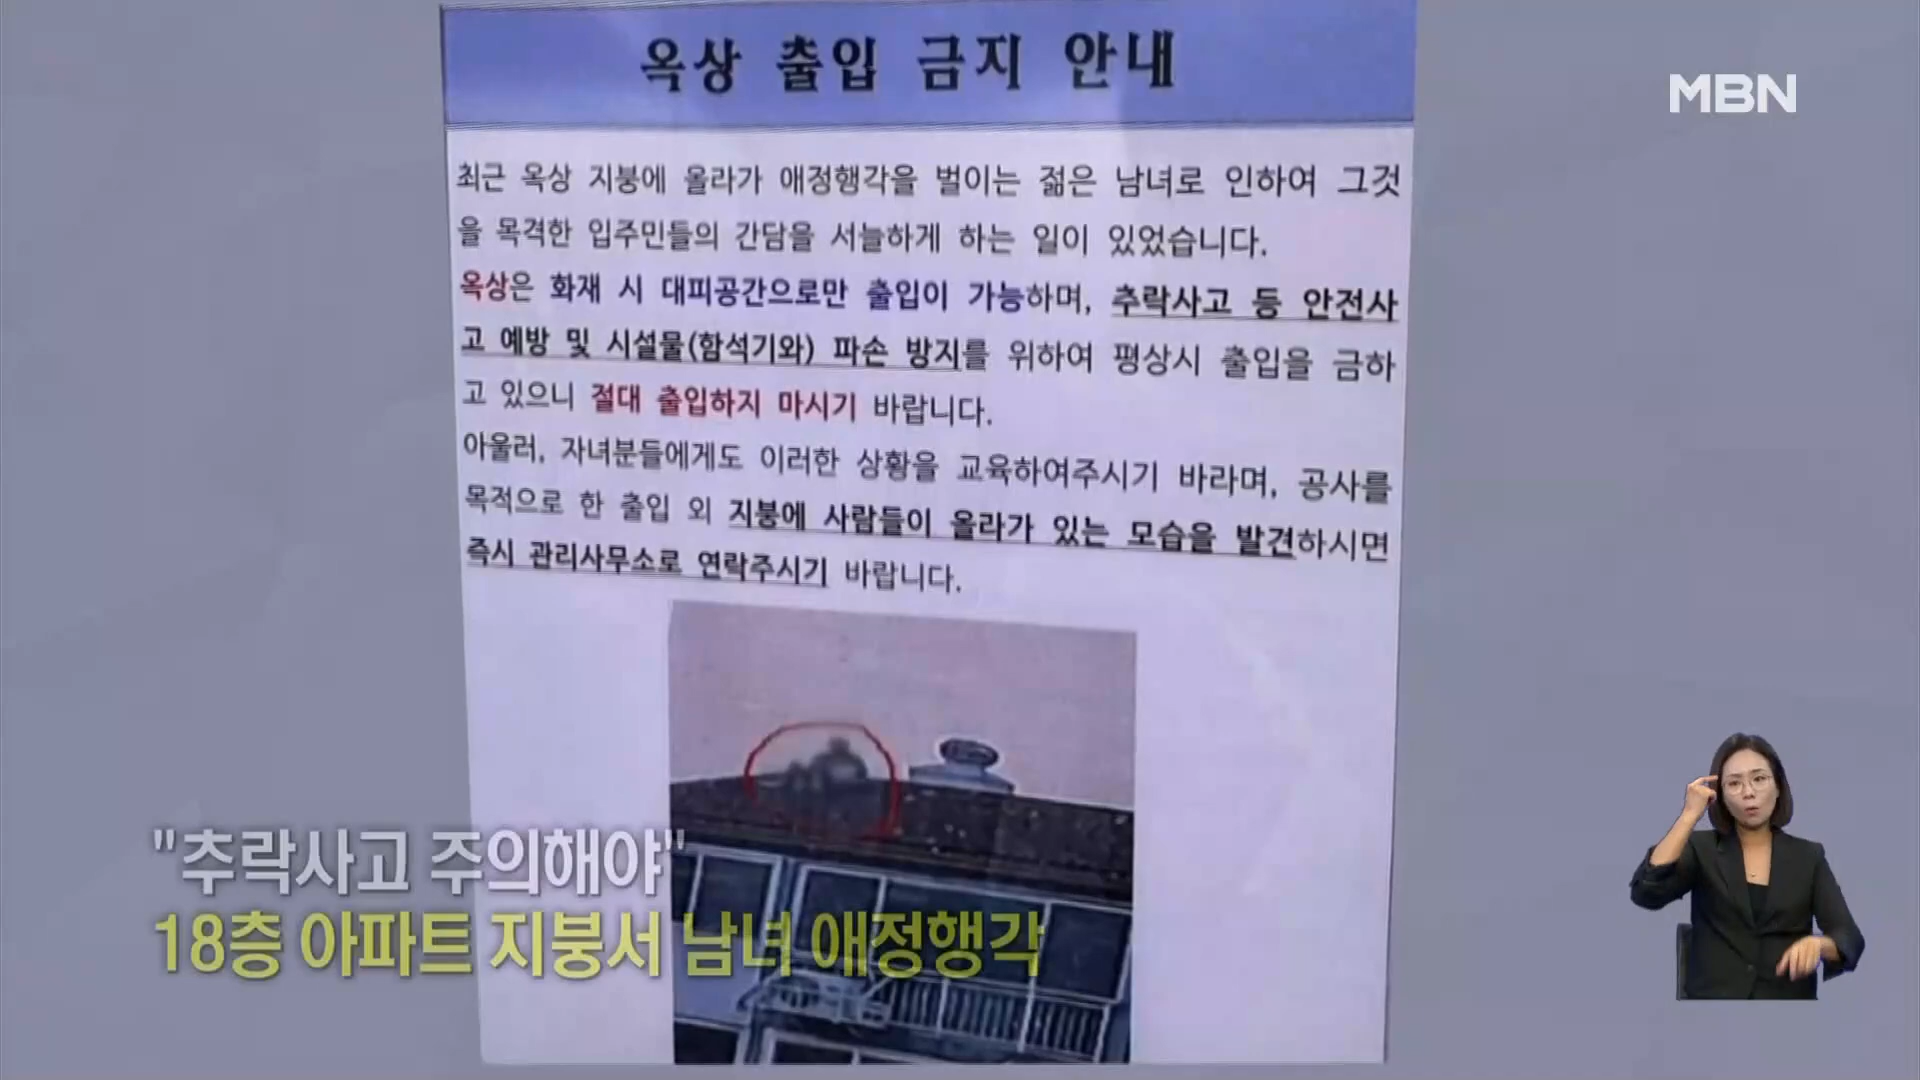 옥상 출입 금지 안내
MBN
최근 옥상 지붕에 올라가 애정행각을 벌이는 젊은 남녀로 인하여 그것
을 목격한 입주민들의 간담을 서늘하게 하는 일이 있었습니다.
옥상은 화재 시 대피공간으로만 출입이 가능하며, 추락사고 등 안전사
고 예방 및 시설물(함석기와) 파손 방지를 위하여 평상시 출입을 금하
고 있으니 절대 출입하지 마시기 바랍니다.
아울러, 자녀분들에게도 이러한 상황을 교육하여주시기 바라며, 공사를
목적으로 한 출입 외 지붕에 사람들이 올라가 있는 모습을 발견하시면
즉시 관리사무소로 연락주시기 바랍니다.
"추락사고 주의해야"
18층 아파트 지붕서 남녀 애정행각